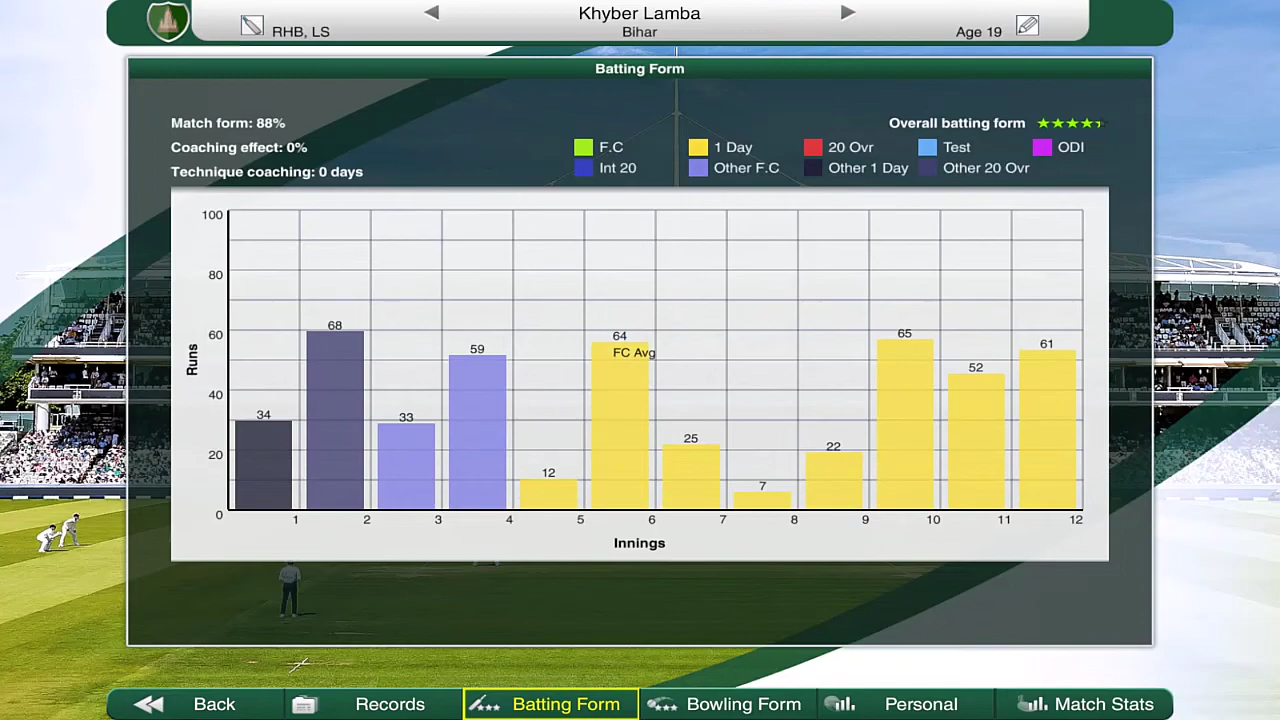 Khyber Lamba
RHB, LS
Bihar
Age 19
Batting Form
Match form: 88%
Overall batting form
Coaching effect: 0%
F.C
1 Day
20 Ovr
Test
ODI
Technique coaching: 0 days
Int 20
Other F.C
Other 1 Day
Other 20 Ovr
100
80
60
40
20
0
Runs
34
68
33
59
12
64
FC Avg
25
7
22
65
52
61
1 2 3 4 5 6 7 8 9 10 11 12
Innings
Back
Records
Batting Form
Bowling Form
Personal
Match Stats